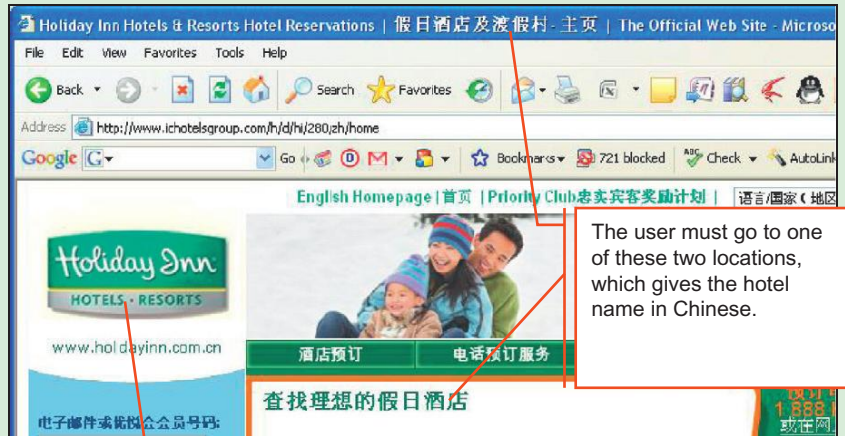 Holiday Inn Hotels & Resorts Hotel Reservations | 假日酒店及渡假村 - 主页 | The Official Web Site - Microso
File Edit View Favorites Tools Help
Back Search Favorites
Address http://www.ichotelsgroup.com/h/d/hi/280/zh/home
Google G Go Bookmarks 721 blocked Check AutoLink
English Homepage | 首页 | Priority Club忠实宾客奖励计划 | 语言/国家 ( 地区
The user must go to one
of these two locations,
which gives the hotel
name in Chinese.
Holiday Inn
HOTELS · RESORTS
www.holidayinn.com.cn
酒店预订 电话预订服务
查找理想的假日酒店
1 888
或在网
电子邮件或优悦会会员号码: